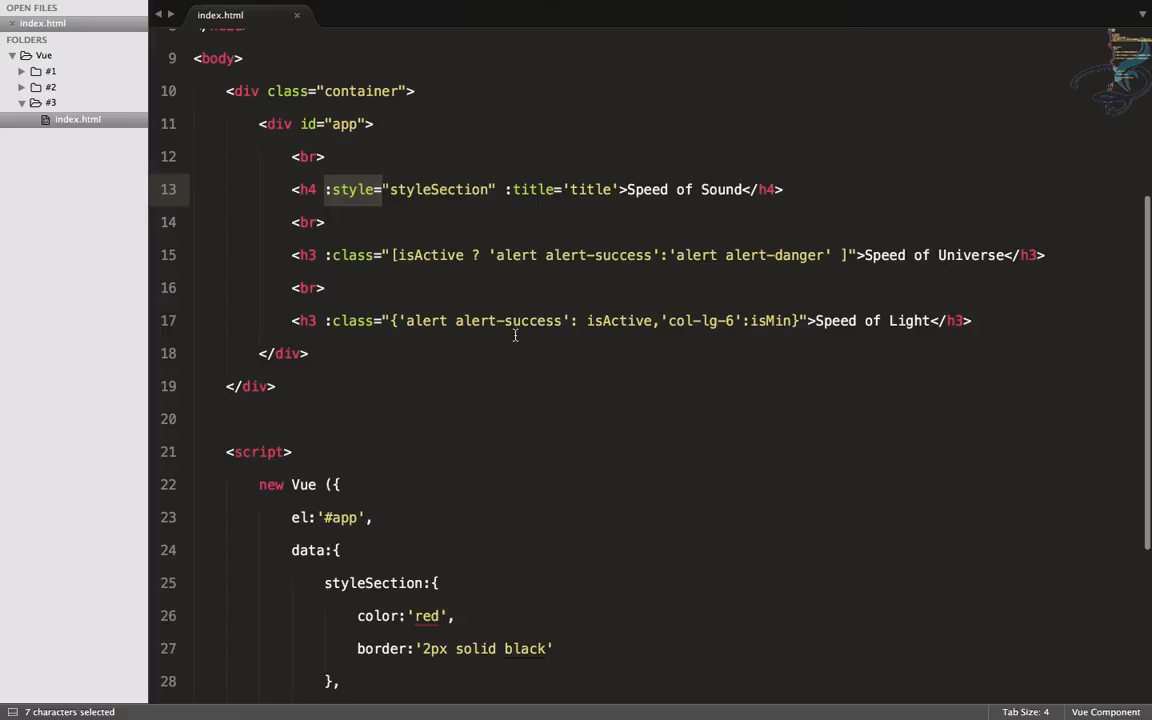 OPEN FILES
× index.html
FOLDERS
Vue
#1
#2
#3
index.html
index.html ×
9 <body>
10 <div class="container">
11 <div id="app">
12 <br>
13 <h4 :style="styleSection" :title='title'>Speed of Sound</h4>
14 <br>
15 <h3 :class="[isActive ? 'alert alert-success':'alert alert-danger' ]">Speed of Universe</h3>
16 <br>
17 <h3 :class="{'alert alert-success': isActive,'col-lg-6':isMin}">Speed of Light</h3>
18 </div>
19 </div>
20
21 <script>
22 new Vue ({
23 el:'#app',
24 data:{
25 styleSection:{
26 color:'red',
27 border:'2px solid black'
28 },
7 characters selected
Tab Size: 4
Vue Component